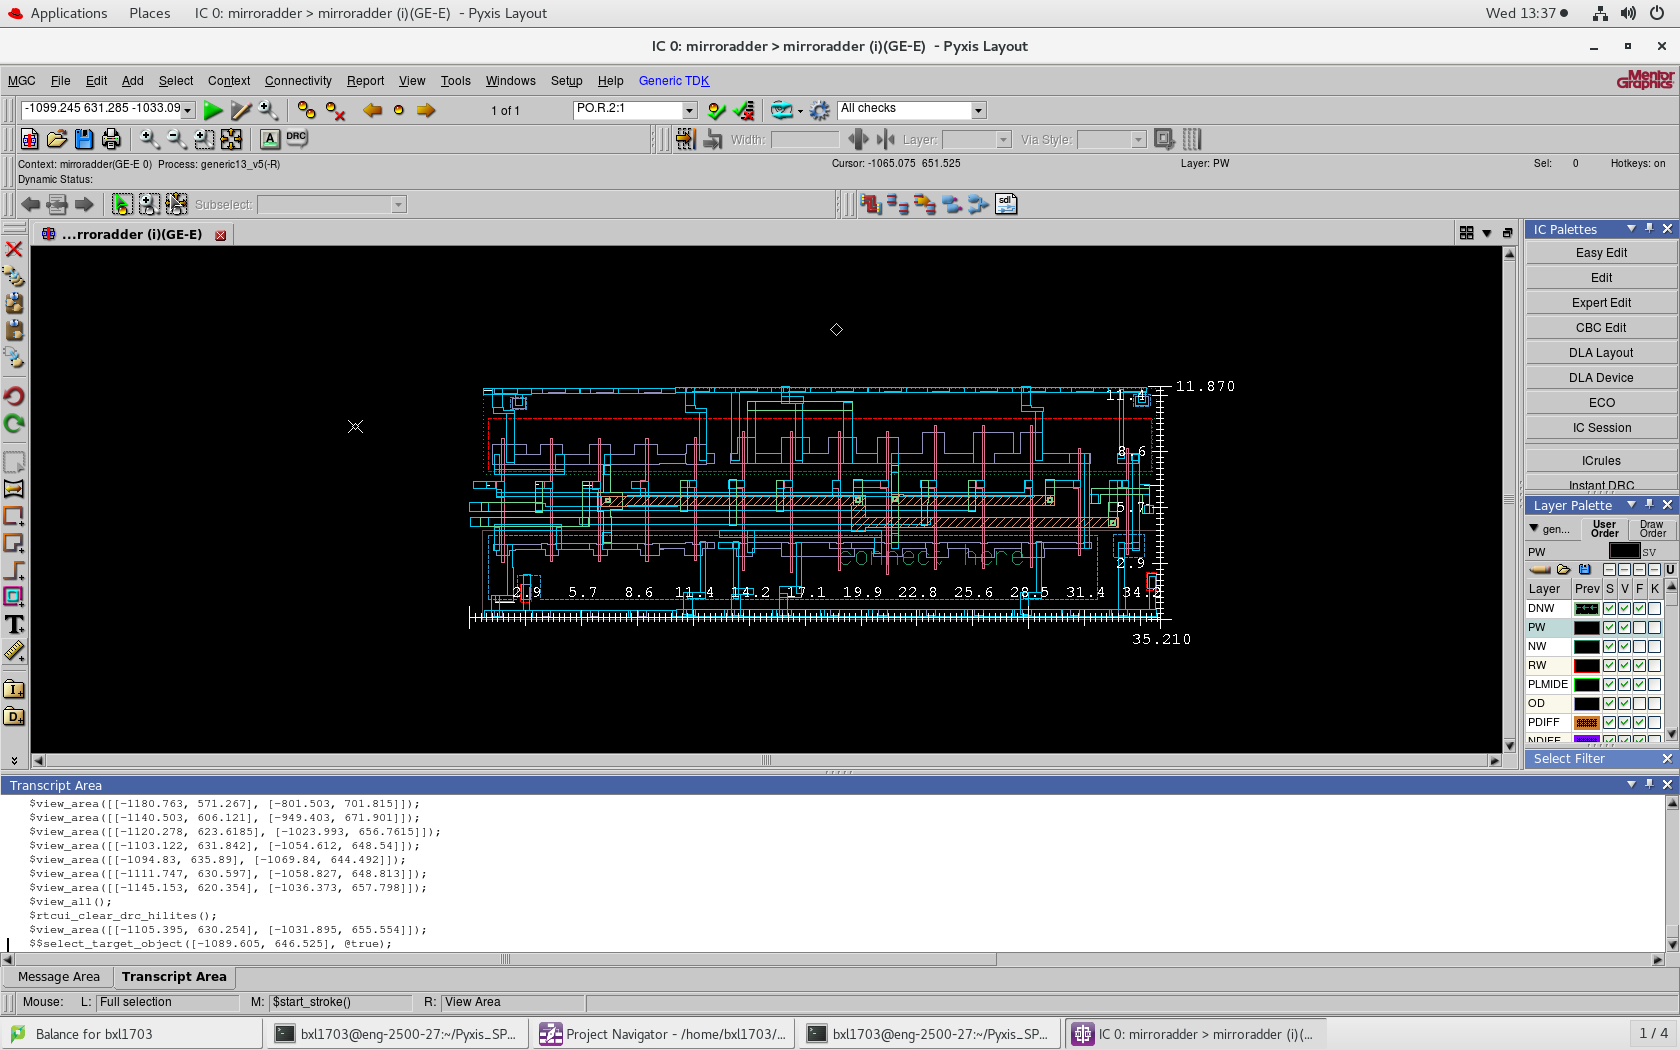 Applications Places IC 0: mirroradder > mirroradder (i)(GE-E) - Pyxis Layout Wed 13:37
IC 0: mirroradder > mirroradder (i)(GE-E) - Pyxis Layout
MGC File Edit Add Select Context Connectivity Report View Tools Windows Setup Help Generic TDK Mentor Graphics
-1099.245 631.285 -1033.09 1 of 1 PO.R.2:1 All checks
A DRC Width: Layer: Via Style:
Context: mirroradder(GE-E 0) Process: generic13_v5(-R) Cursor: -1065.075 651.525 Layer: PW Sel: 0 Hotkeys: on
Dynamic Status:
Subselect: sdl
...rroradder (i)(GE-E)
IC Palettes
Easy Edit
Edit
Expert Edit
CBC Edit
DLA Layout
DLA Device
ECO
IC Session
ICrules
Instant DRC
11.870
11.4
8.6
5.7
2.9
connect here
2.9 5.7 8.6 11.4 14.2 17.1 19.9 22.8 25.6 28.5 31.4 34.2
35.210
Layer Palette
gen... User Order Draw Order
PW SV
U
Layer Prev S V F K
DNW
PW
NW
RW
PLMIDE
OD
PDIFF
NDIFF
Select Filter
Transcript Area
$view_area([[-1180.763, 571.267], [-801.503, 701.815]]);
$view_area([[-1140.503, 606.121], [-949.403, 671.901]]);
$view_area([[-1120.278, 623.6185], [-1023.993, 656.7615]]);
$view_area([[-1103.122, 631.842], [-1054.612, 648.54]]);
$view_area([[-1094.83, 635.89], [-1069.84, 644.492]]);
$view_area([[-1111.747, 630.597], [-1058.827, 648.813]]);
$view_area([[-1145.153, 620.354], [-1036.373, 657.798]]);
$view_all();
$rtcui_clear_drc_hilites();
$view_area([[-1105.395, 630.254], [-1031.895, 655.554]]);
$$select_target_object([-1089.605, 646.525], @true);
Message Area Transcript Area
Mouse: L: Full selection M: $start_stroke() R: View Area
Balance for bxl1703 bxl1703@eng-2500-27:~/Pyxis_SP... Project Navigator - /home/bxl1703/... bxl1703@eng-2500-27:~/Pyxis_SP... IC 0: mirroradder > mirroradder (i)(... 1 / 4